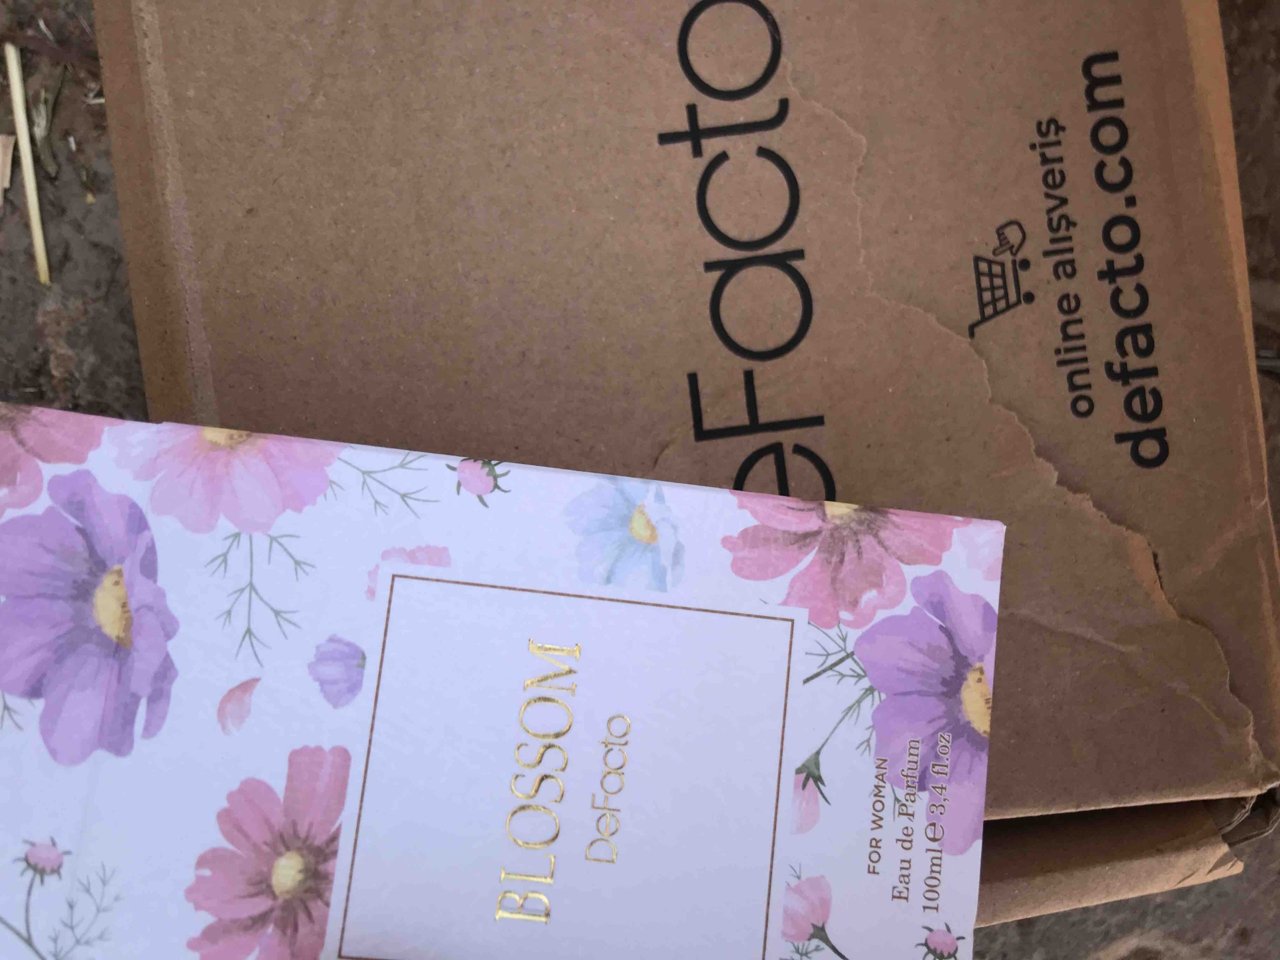 eFacto
online alışveriş
defacto.com
BLOSSOM
DeFacto
FOR WOMAN
Eau de Parfum
100ml ℮ 3,4 fl.oz